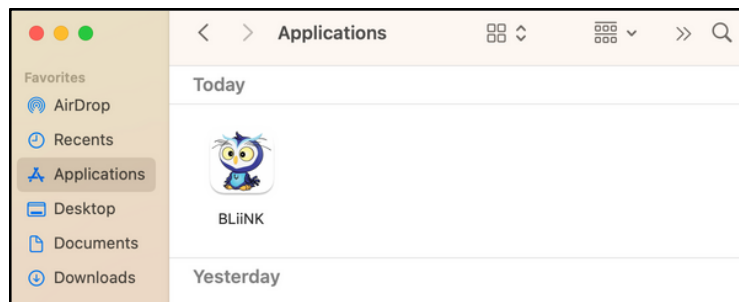 Applications
Favorites
AirDrop
Recents
Applications
Desktop
Documents
Downloads
Today
BLiiNK
Yesterday